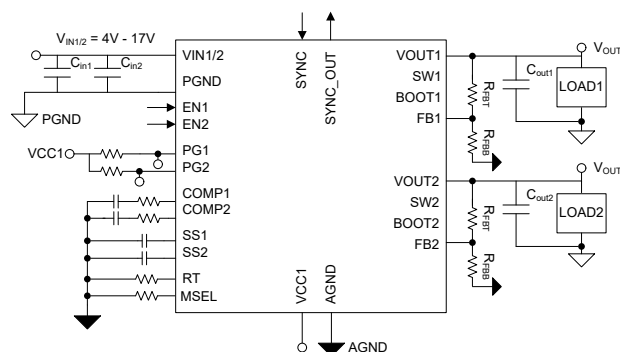 V_IN1/2 = 4V - 17V
C_in1
C_in2
PGND
EN1
EN2
VCC1
VIN1/2
PGND
PG1
PG2
COMP1
COMP2
SS1
SS2
RT
MSEL
SYNC
SYNC_OUT
VCC1
AGND
AGND
VOUT1
SW1
BOOT1
FB1
VOUT2
SW2
BOOT2
FB2
R_FBT
R_FBB
C_out1
V_OUT
LOAD1
R_FBT
R_FBB
C_out2
V_OUT
LOAD2